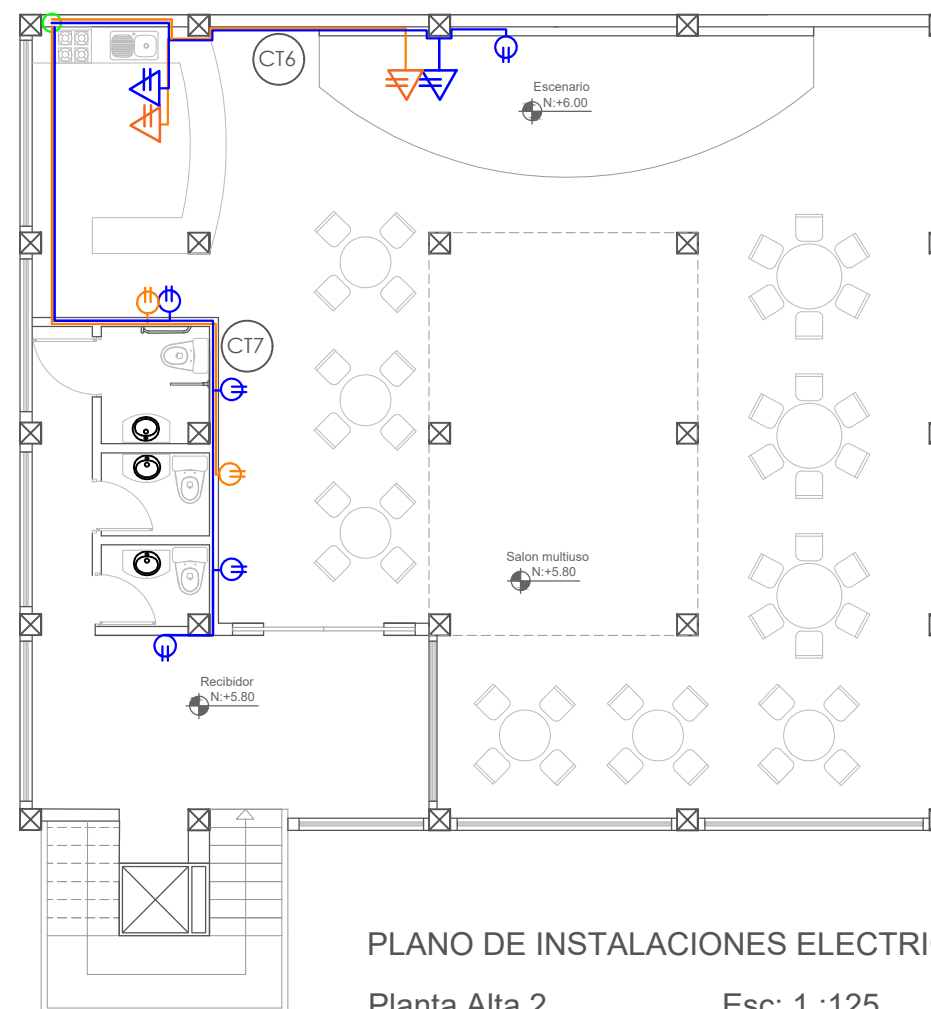 CT6
Escenario
N:+6.00
CT7
Salon multiuso
N:+5.80
Recibidor
N:+5.80
PLANO DE INSTALACIONES ELECTRI
Planta Alta 2 Esc: 1 :125